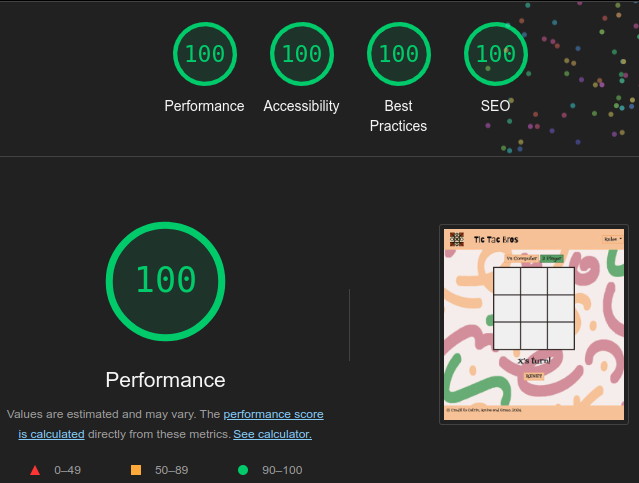 100 100 100 100
Performance Accessibility Best Practices SEO
100
Performance
Values are estimated and may vary. The performance score
is calculated directly from these metrics. See calculator.
0–49 50–89 90–100
Tic Tac Bros
Rules
Vs Computer 2 Player
X's turn!
RESET